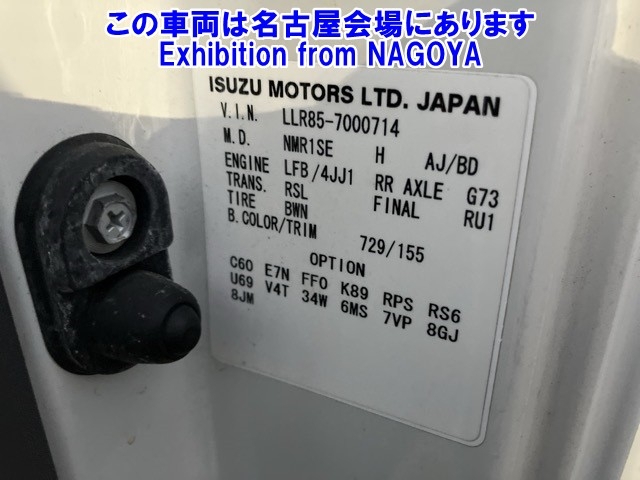 この車両は名古屋会場にあります
Exhibition from NAGOYA
ISUZU MOTORS LTD. JAPAN
V.I.N. LLR85-7000714
M.D. NMR1SE H AJ/BD
ENGINE LFB/4JJ1 RR AXLE G73
TRANS. RSL FINAL RU1
TIRE BWN
B.COLOR/TRIM 729/155
OPTION
C60 E7N FFO K89 RPS RS6
U69 V4T 34W 6MS 7VP 8GJ
8JM